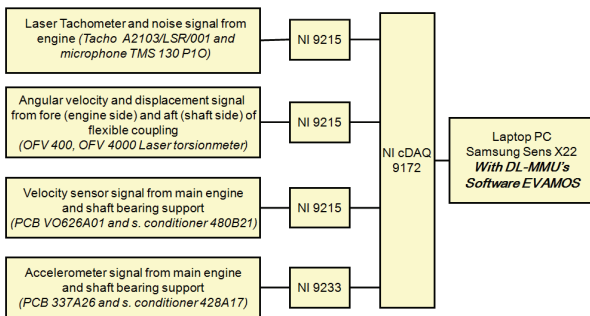 Laser Tachometer and noise signal from
engine (Tacho A2103/LSR/001 and
microphone TMS 130 P1O)
NI 9215
Angular velocity and displacement signal
from fore (engine side) and aft (shaft side) of
flexible coupling
(OFV 400, OFV 4000 Laser torsionmeter)
NI 9215
Velocity sensor signal from main engine
and shaft bearing support
(PCB VO626A01 and s. conditioner 480B21)
NI 9215
Accelerometer signal from main engine
and shaft bearing support
(PCB 337A26 and s. conditioner 428A17)
NI 9233
NI cDAQ
9172
Laptop PC
Samsung Sens X22
With DL-MMU's
Software EVAMOS